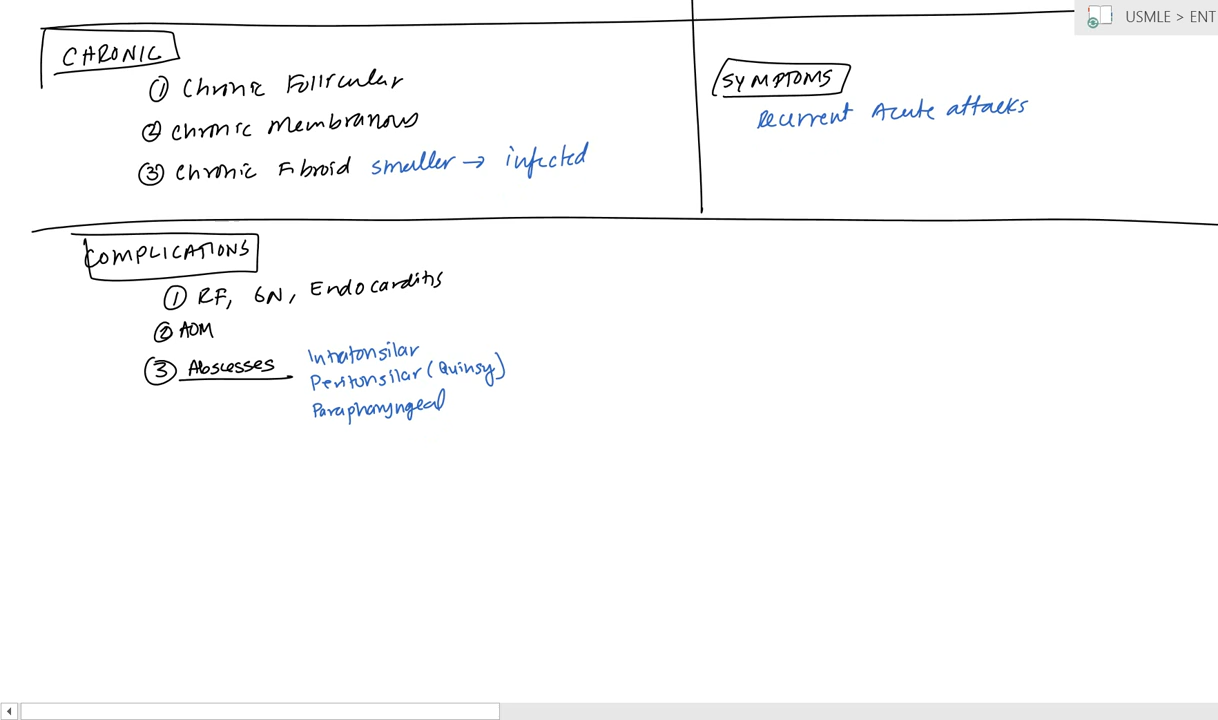 USMLE > ENT
CHRONIC
① Chronic Follicular
② Chronic Membranous
③ Chronic Fibroid smaller → infected
SYMPTOMS
Recurrent Acute attacks
COMPLICATIONS
① RF, GN, Endocarditis
② AOM
③ Abscesses
Intratonsilar
Peritonsilar (Quinsy)
Parapharyngeal